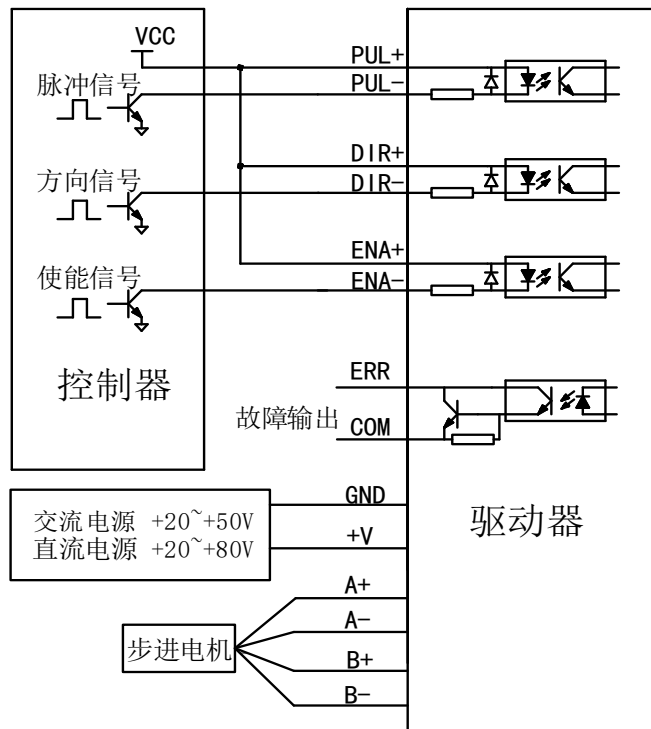 VCC
PUL+
脉冲信号
PUL-
DIR+
方向信号
DIR-
ENA+
使能信号
ENA-
控制器
ERR
故障输出
COM
GND
驱动器
交流电源 +20~+50V
+V
直流电源 +20~+80V
A+
A-
步进电机
B+
B-